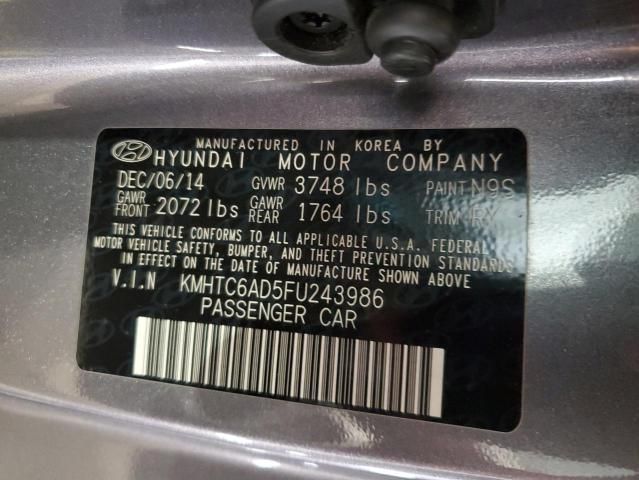 MANUFACTURED IN KOREA BY
HYUNDAI MOTOR COMPANY
DEC/06/14 GVWR 3748 lbs PAINT N9S
GAWR FRONT 2072 lbs GAWR REAR 1764 lbs TRIM RY
THIS VEHICLE CONFORMS TO ALL APPLICABLE U.S.A. FEDERAL
MOTOR VEHICLE SAFETY, BUMPER, AND THEFT PREVENTION STANDARDS
IN EFFECT ON THE DATE OF MANUFACTURE SHOWN ABOVE.
V.I.N KMHTC6AD5FU243986
PASSENGER CAR